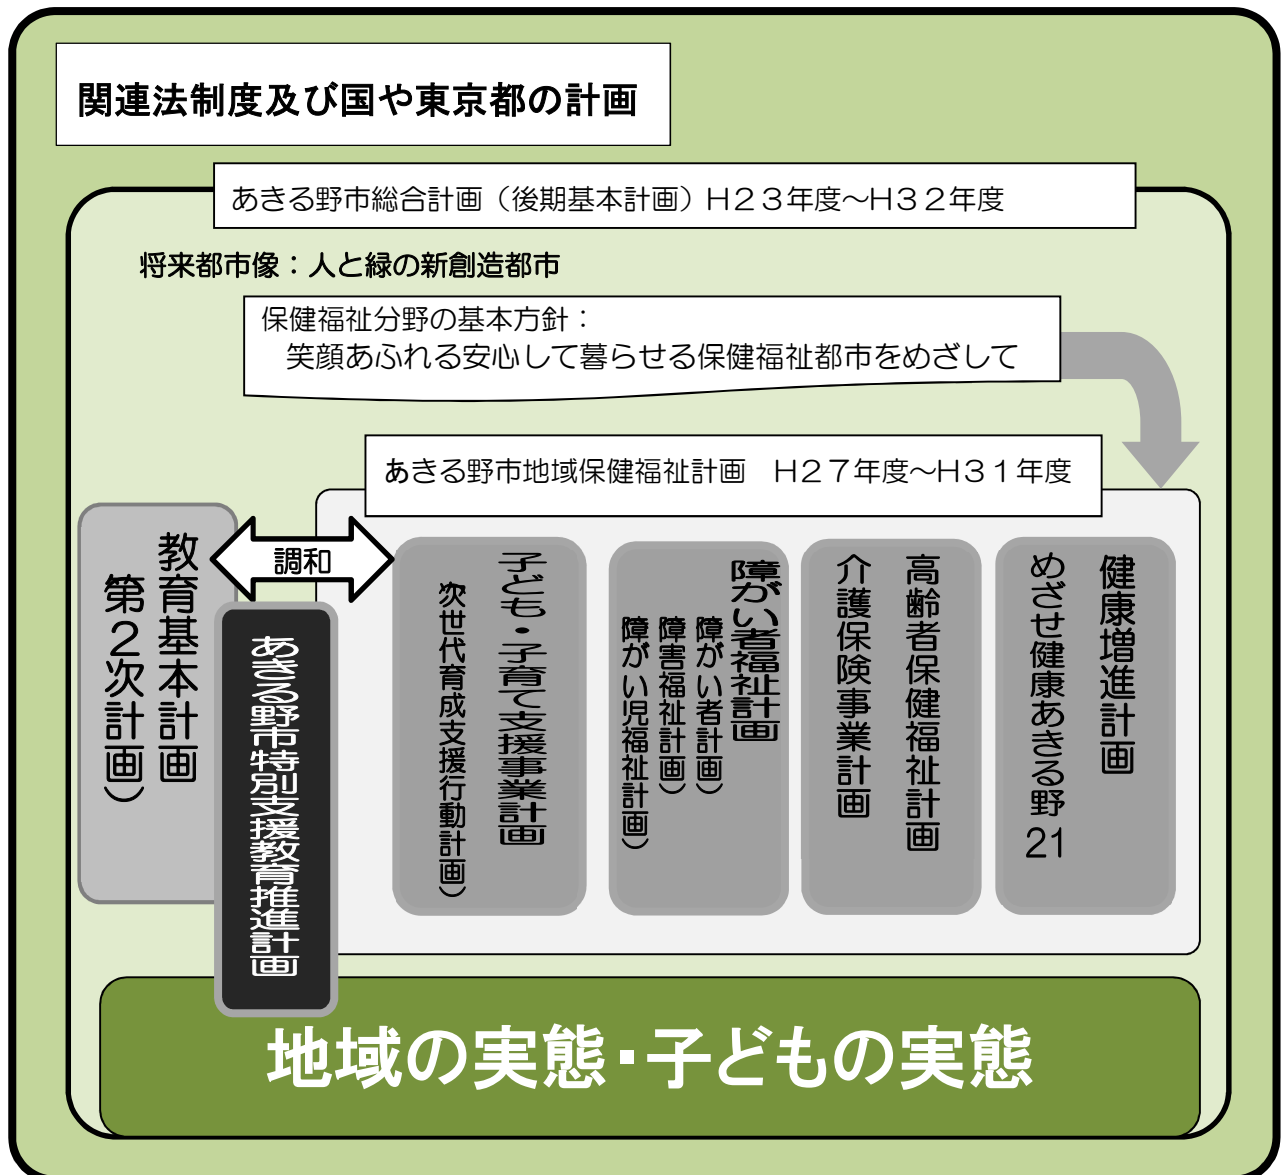 関連法制度及び国や東京都の計画
あきる野市総合計画（後期基本計画）H２３年度～H３２年度
将来都市像：人と緑の新創造都市
保健福祉分野の基本方針：
笑顔あふれる安心して暮らせる保健福祉都市をめざして
あきる野市地域保健福祉計画　H２７年度～H３１年度
教育基本計画
第２次計画）
調和
あきる野市特別支援教育推進計画
子ども・子育て支援事業計画
（次世代育成支援行動計画）
障がい者福祉計画
障がい者計画）
障害福祉計画）
障がい児福祉計画）
高齢者保健福祉計画
介護保険事業計画
健康増進計画
めざせ健康あきる野21
地域の実態・子どもの実態